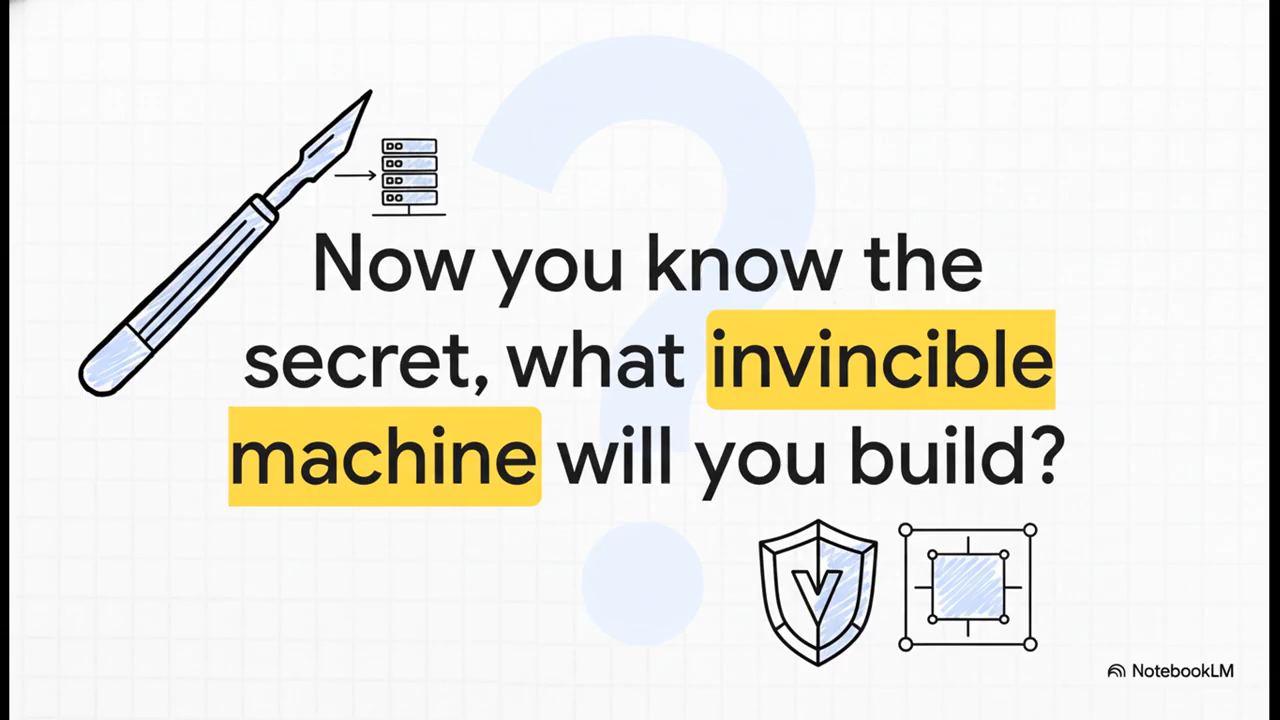 Now you know the
secret, what invincible
machine will you build?
V
NotebookLM